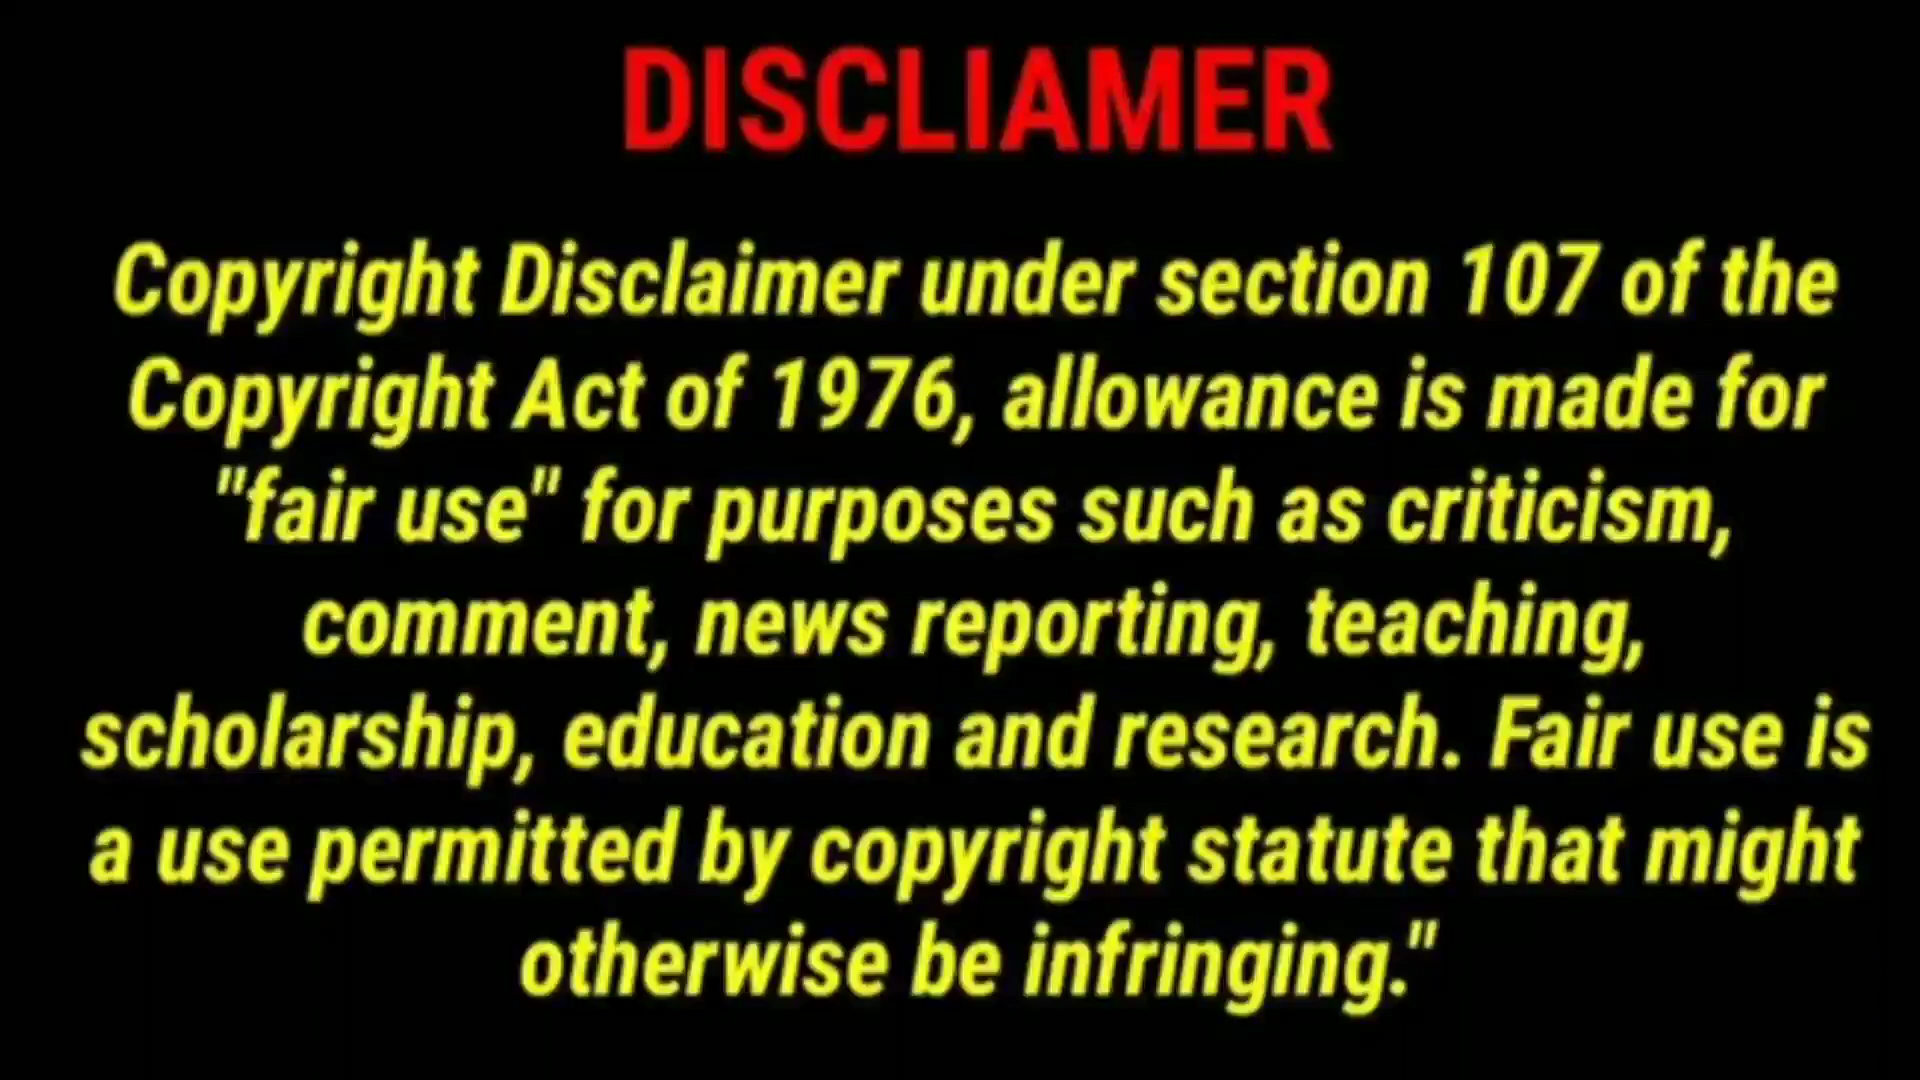 DISCLIAMER
Copyright Disclaimer under section 107 of the
Copyright Act of 1976, allowance is made for
"fair use" for purposes such as criticism,
comment, news reporting, teaching,
scholarship, education and research. Fair use is
a use permitted by copyright statute that might
otherwise be infringing."